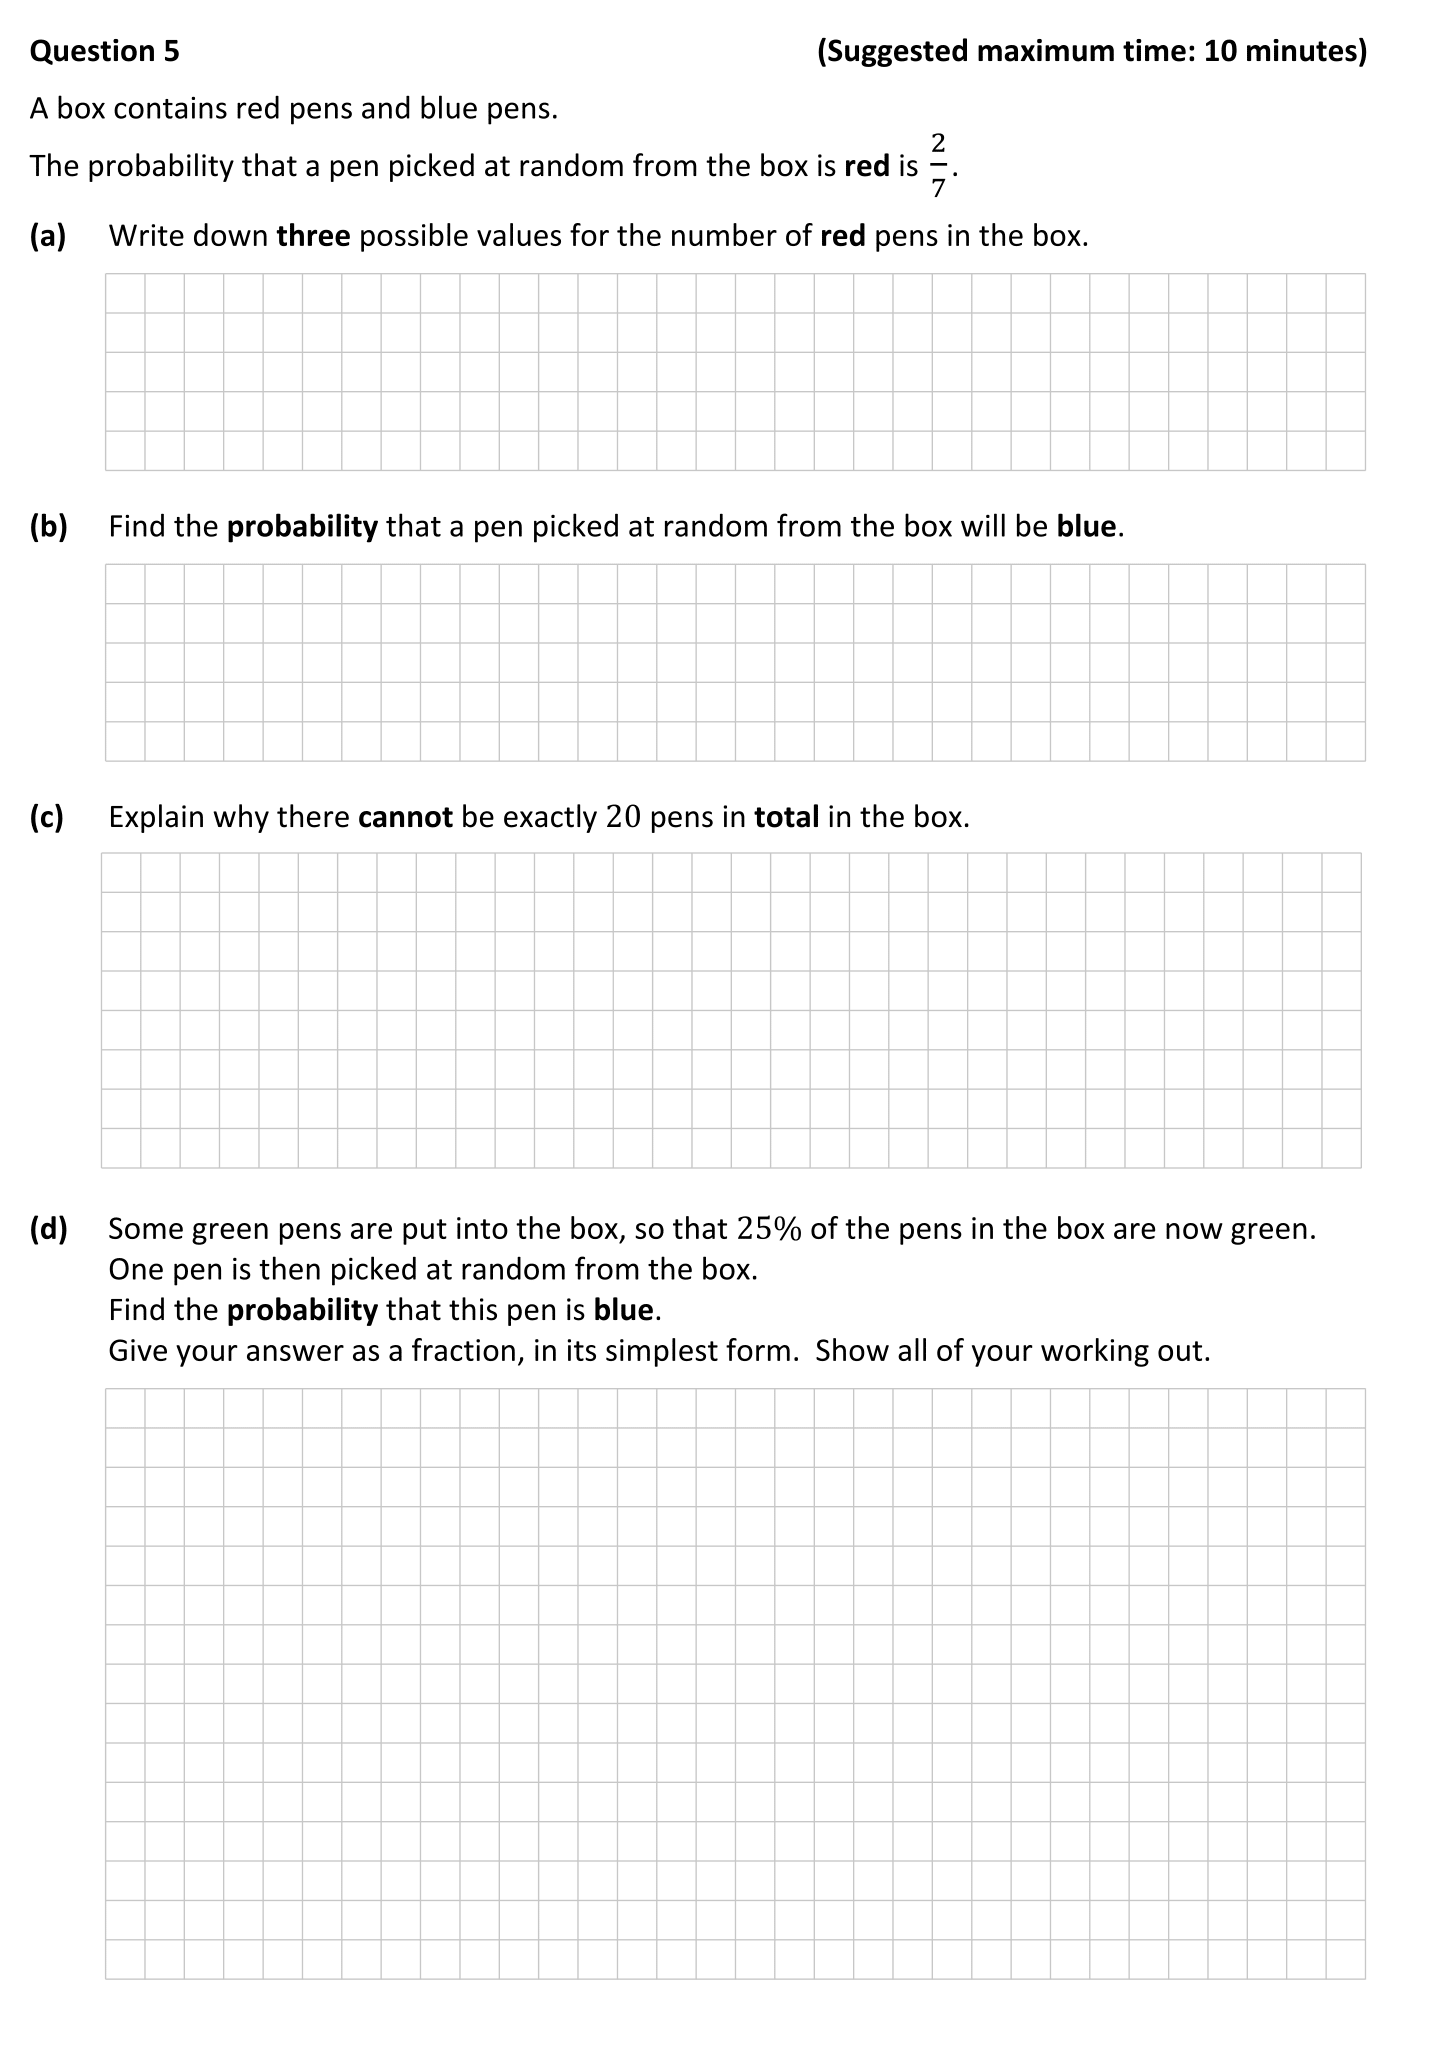 Question 5 (Suggested maximum time: 10 minutes)
A box contains red pens and blue pens.
The probability that a pen picked at random from the box is red is 2/7.
(a) Write down three possible values for the number of red pens in the box.
(b) Find the probability that a pen picked at random from the box will be blue.
(c) Explain why there cannot be exactly 20 pens in total in the box.
(d) Some green pens are put into the box, so that 25% of the pens in the box are now green.
One pen is then picked at random from the box.
Find the probability that this pen is blue.
Give your answer as a fraction, in its simplest form. Show all of your working out.